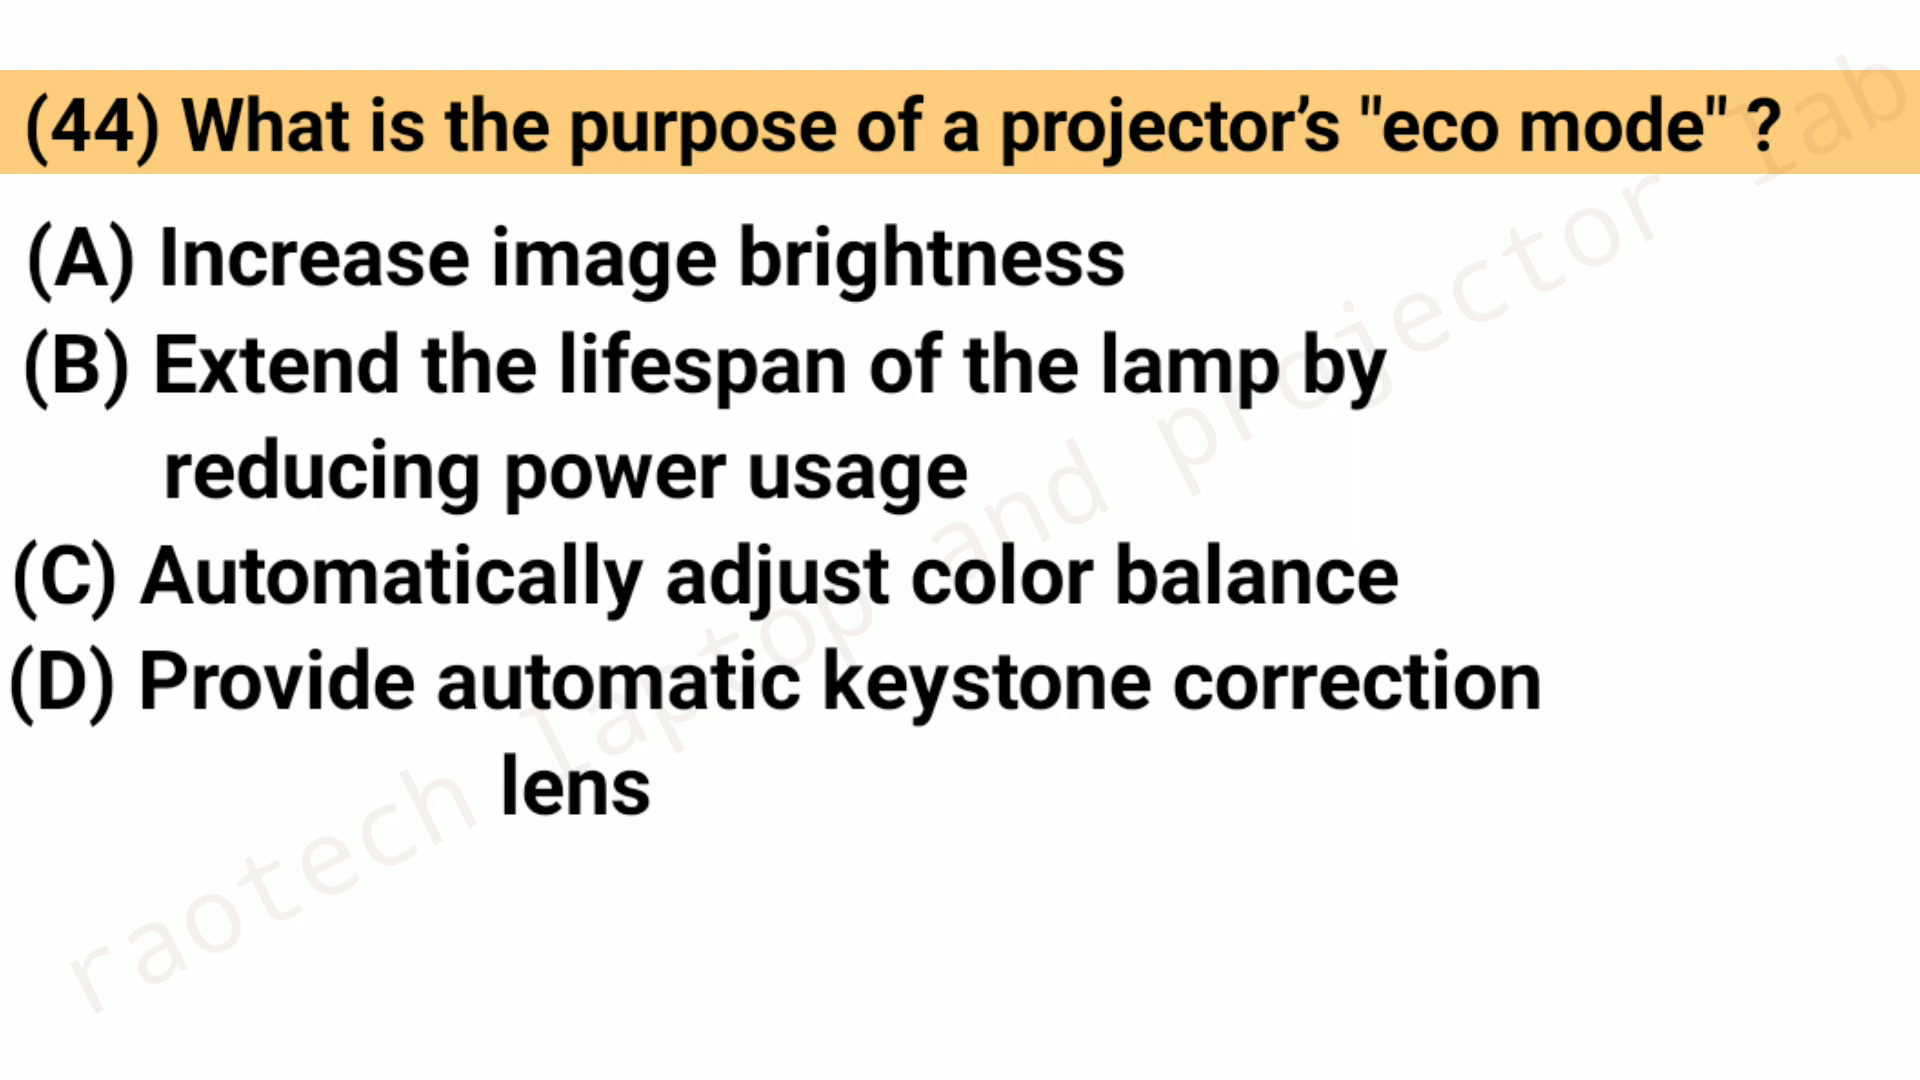 (44) What is the purpose of a projector’s "eco mode" ?
(A) Increase image brightness
(B) Extend the lifespan of the lamp by
reducing power usage
(C) Automatically adjust color balance
(D) Provide automatic keystone correction
lens
raotech laptop and projector lab